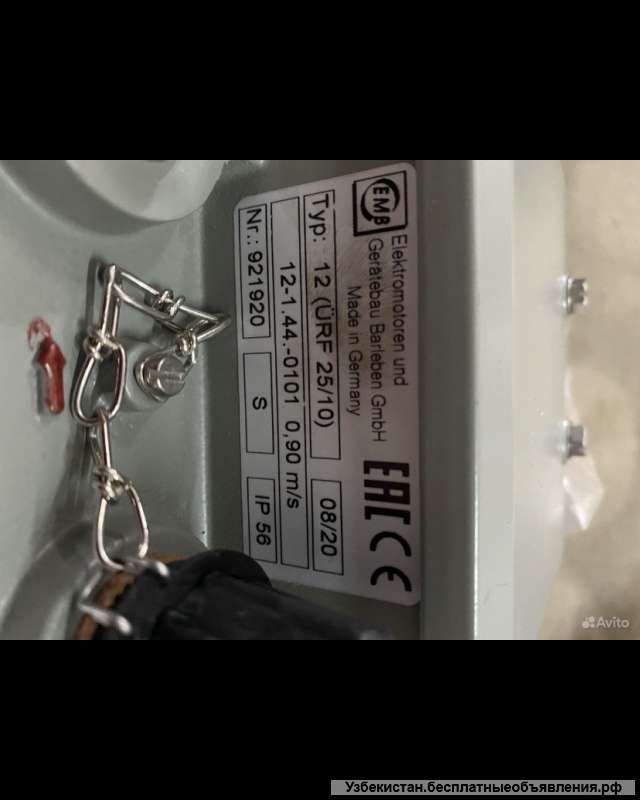 EMB
Elektromotoren und
Gerätebau Barleben GmbH
Made in Germany
EAC CE
Typ: 12 (ÜRF 25/10) 08/20
12-1.44.-0101 0,90 m/s
Nr.: 921920 S IP 56
Avito
Узбекистан.бесплатныеобъявления.рф